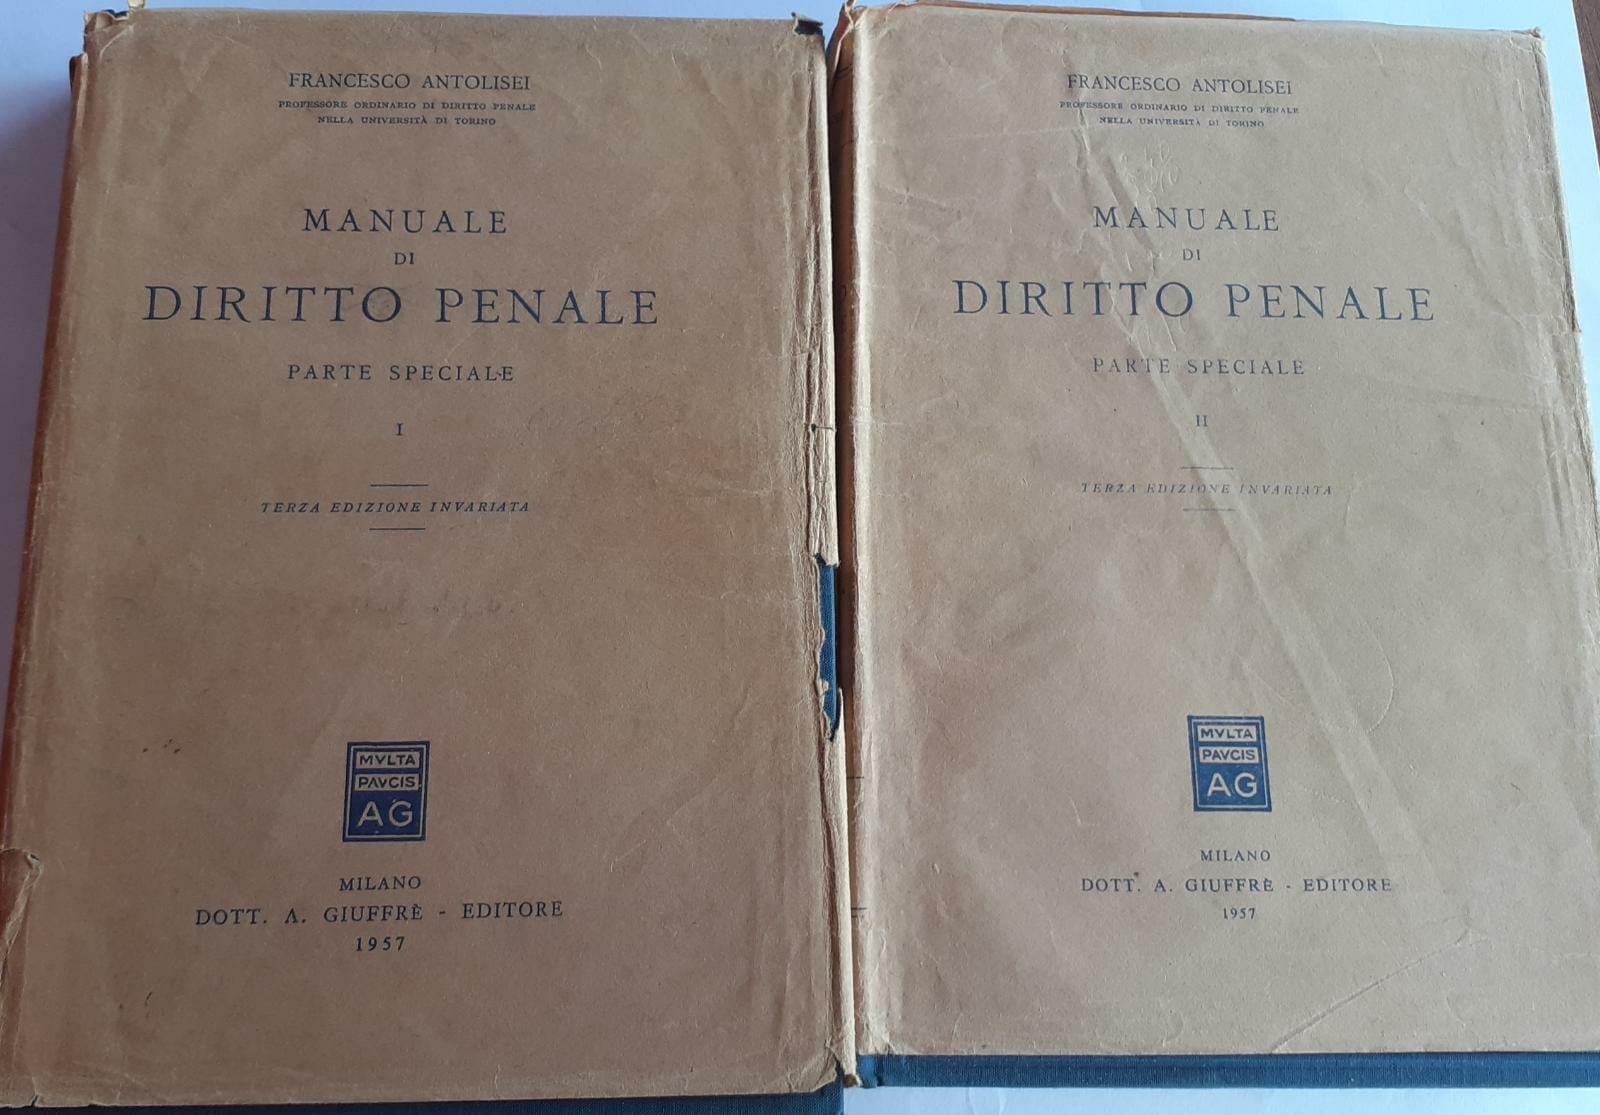 FRANCESCO ANTOLISEI
PROFESSORE ORDINARIO DI DIRITTO PENALE
NELLA UNIVERSITÀ DI TORINO
MANUALE
DI
DIRITTO PENALE
PARTE SPECIALE
I
TERZA EDIZIONE INVARIATA
MVLTA
PAVCIS
AG
MILANO
DOTT. A. GIUFFRÈ - EDITORE
1957
FRANCESCO ANTOLISEI
PROFESSORE ORDINARIO DI DIRITTO PENALE
NELLA UNIVERSITÀ DI TORINO
MANUALE
DI
DIRITTO PENALE
PARTE SPECIALE
II
TERZA EDIZIONE INVARIATA
MVLTA
PAVCIS
AG
MILANO
DOTT. A. GIUFFRÈ - EDITORE
1957